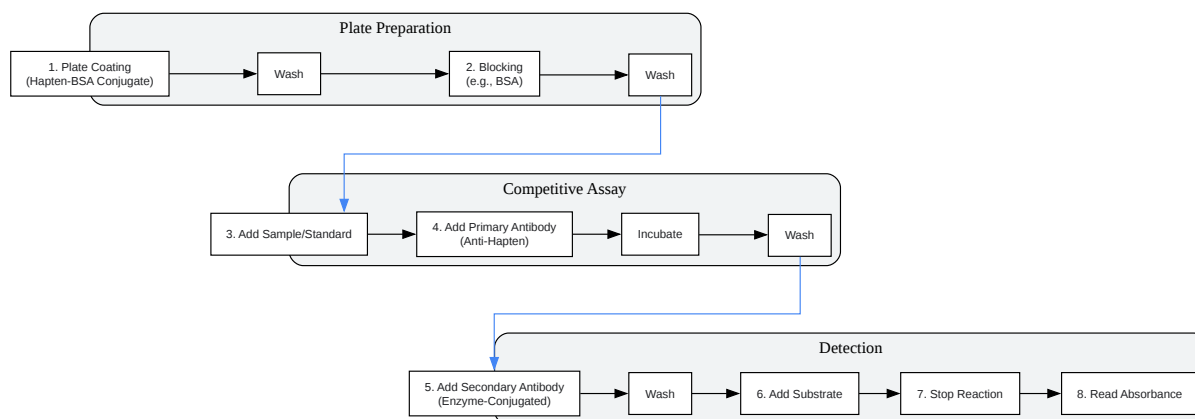 Plate Preparation
1. Plate Coating
(Hapten-BSA Conjugate)
Wash
2. Blocking
(e.g., BSA)
Wash
Competitive Assay
3. Add Sample/Standard
4. Add Primary Antibody
(Anti-Hapten)
Incubate
Wash
Detection
5. Add Secondary Antibody
(Enzyme-Conjugated)
Wash
6. Add Substrate
7. Stop Reaction
8. Read Absorbance